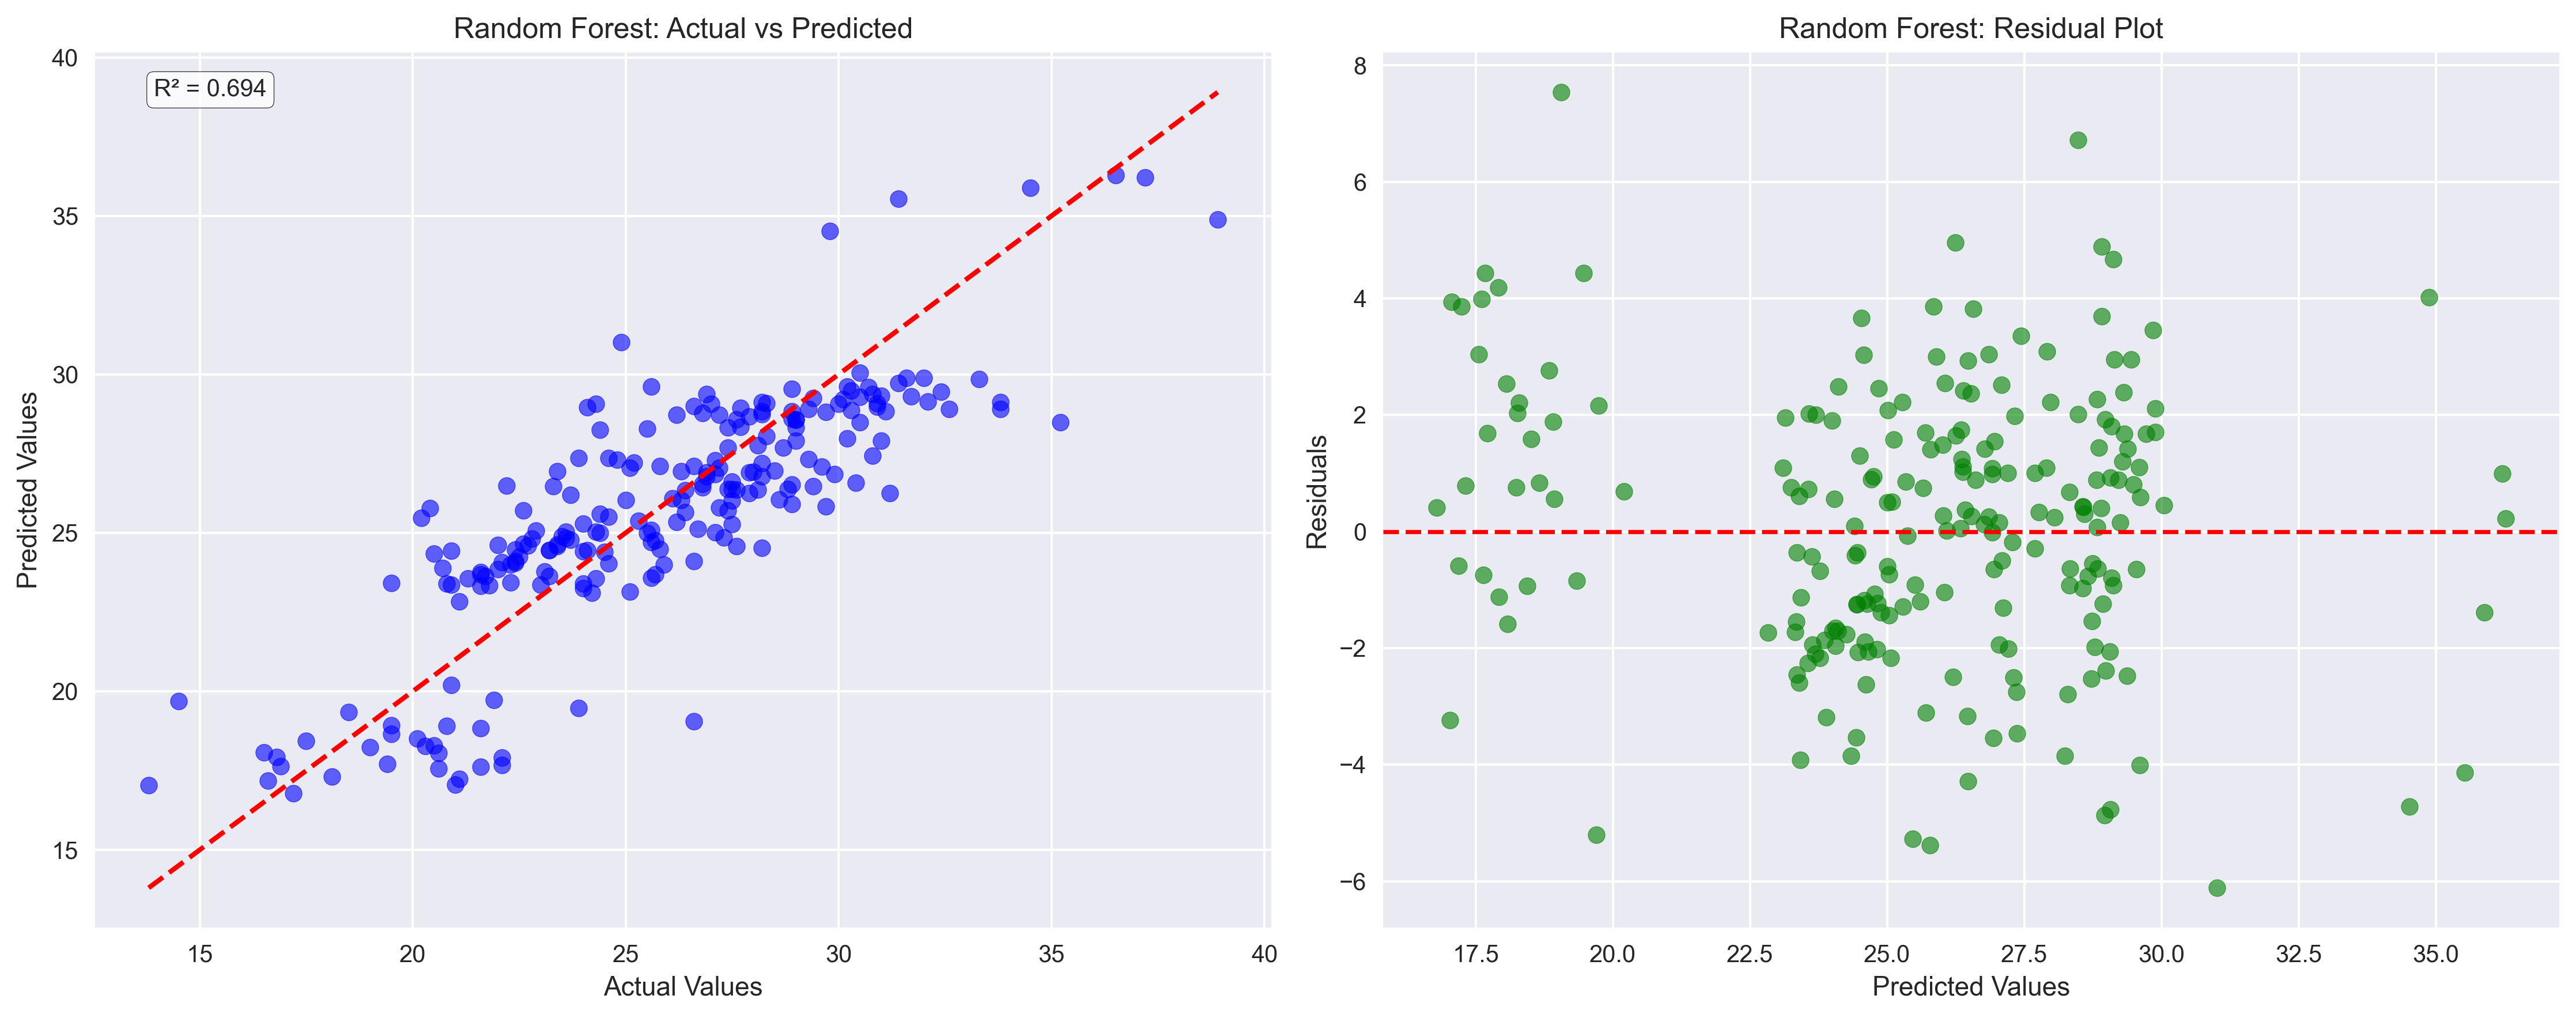 Random Forest: Actual vs Predicted
R² = 0.694
40
35
30
25
20
15
Predicted Values
15 20 25 30 35 40
Actual Values
Random Forest: Residual Plot
8
6
4
2
0
−2
−4
−6
Residuals
17.5 20.0 22.5 25.0 27.5 30.0 32.5 35.0
Predicted Values